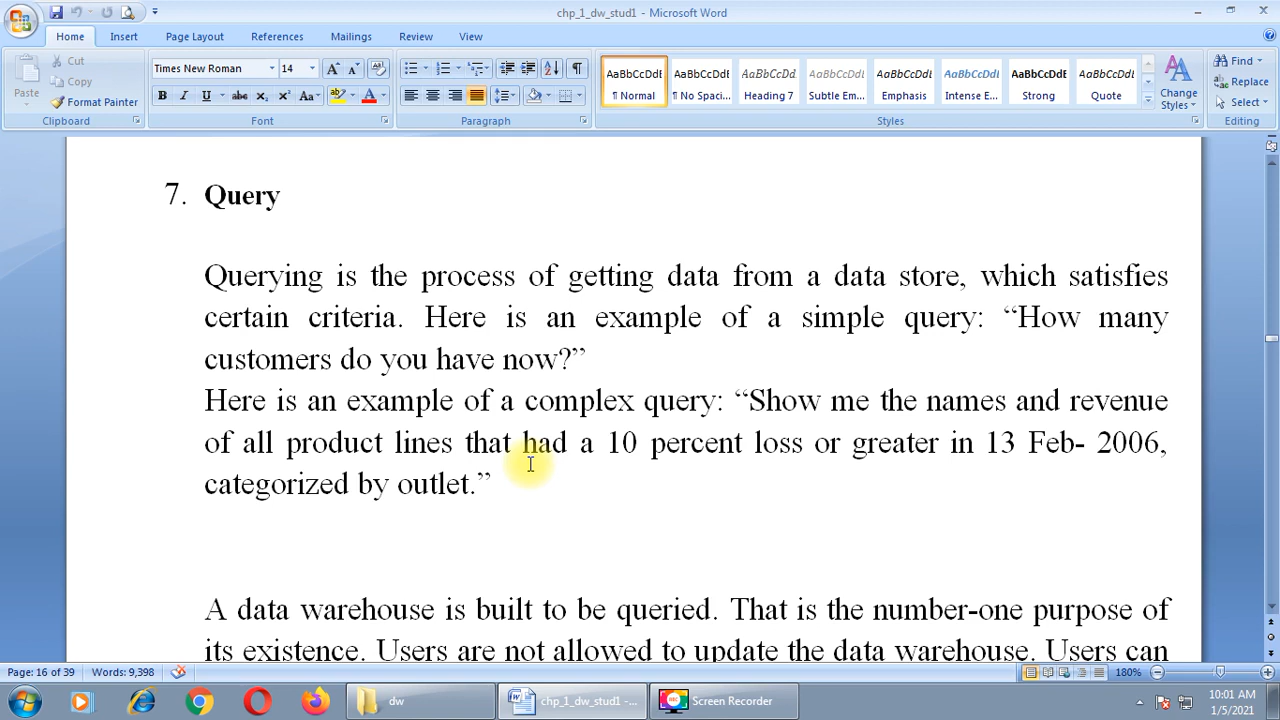 chp_1_dw_stud1 - Microsoft Word
Home Insert Page Layout References Mailings Review View
Paste
Cut
Copy
Format Painter
Clipboard
Times New Roman 14
B I U abc x₂ x² Aa
Font
Paragraph
AaBbCcDdE AaBbCcDdE AaBbCcDd. AaBbCcDdE AaBbCcDdE AaBbCcDdE AaBbCcDdE AaBbCcDdE
¶ Normal ¶ No Spaci... Heading 7 Subtle Em... Emphasis Intense E... Strong Quote
Change Styles
Styles
Find
Replace
Select
Editing
7. Query
Querying is the process of getting data from a data store, which satisfies
certain criteria. Here is an example of a simple query: “How many
customers do you have now?”
Here is an example of a complex query: “Show me the names and revenue
of all product lines that had a 10 percent loss or greater in 13 Feb- 2006,
categorized by outlet.”
A data warehouse is built to be queried. That is the number-one purpose of
its existence. Users are not allowed to update the data warehouse. Users can
Page: 16 of 39 Words: 9,398 180%
dw chp_1_dw_stud1 -... Screen Recorder
10:01 AM
1/5/2021